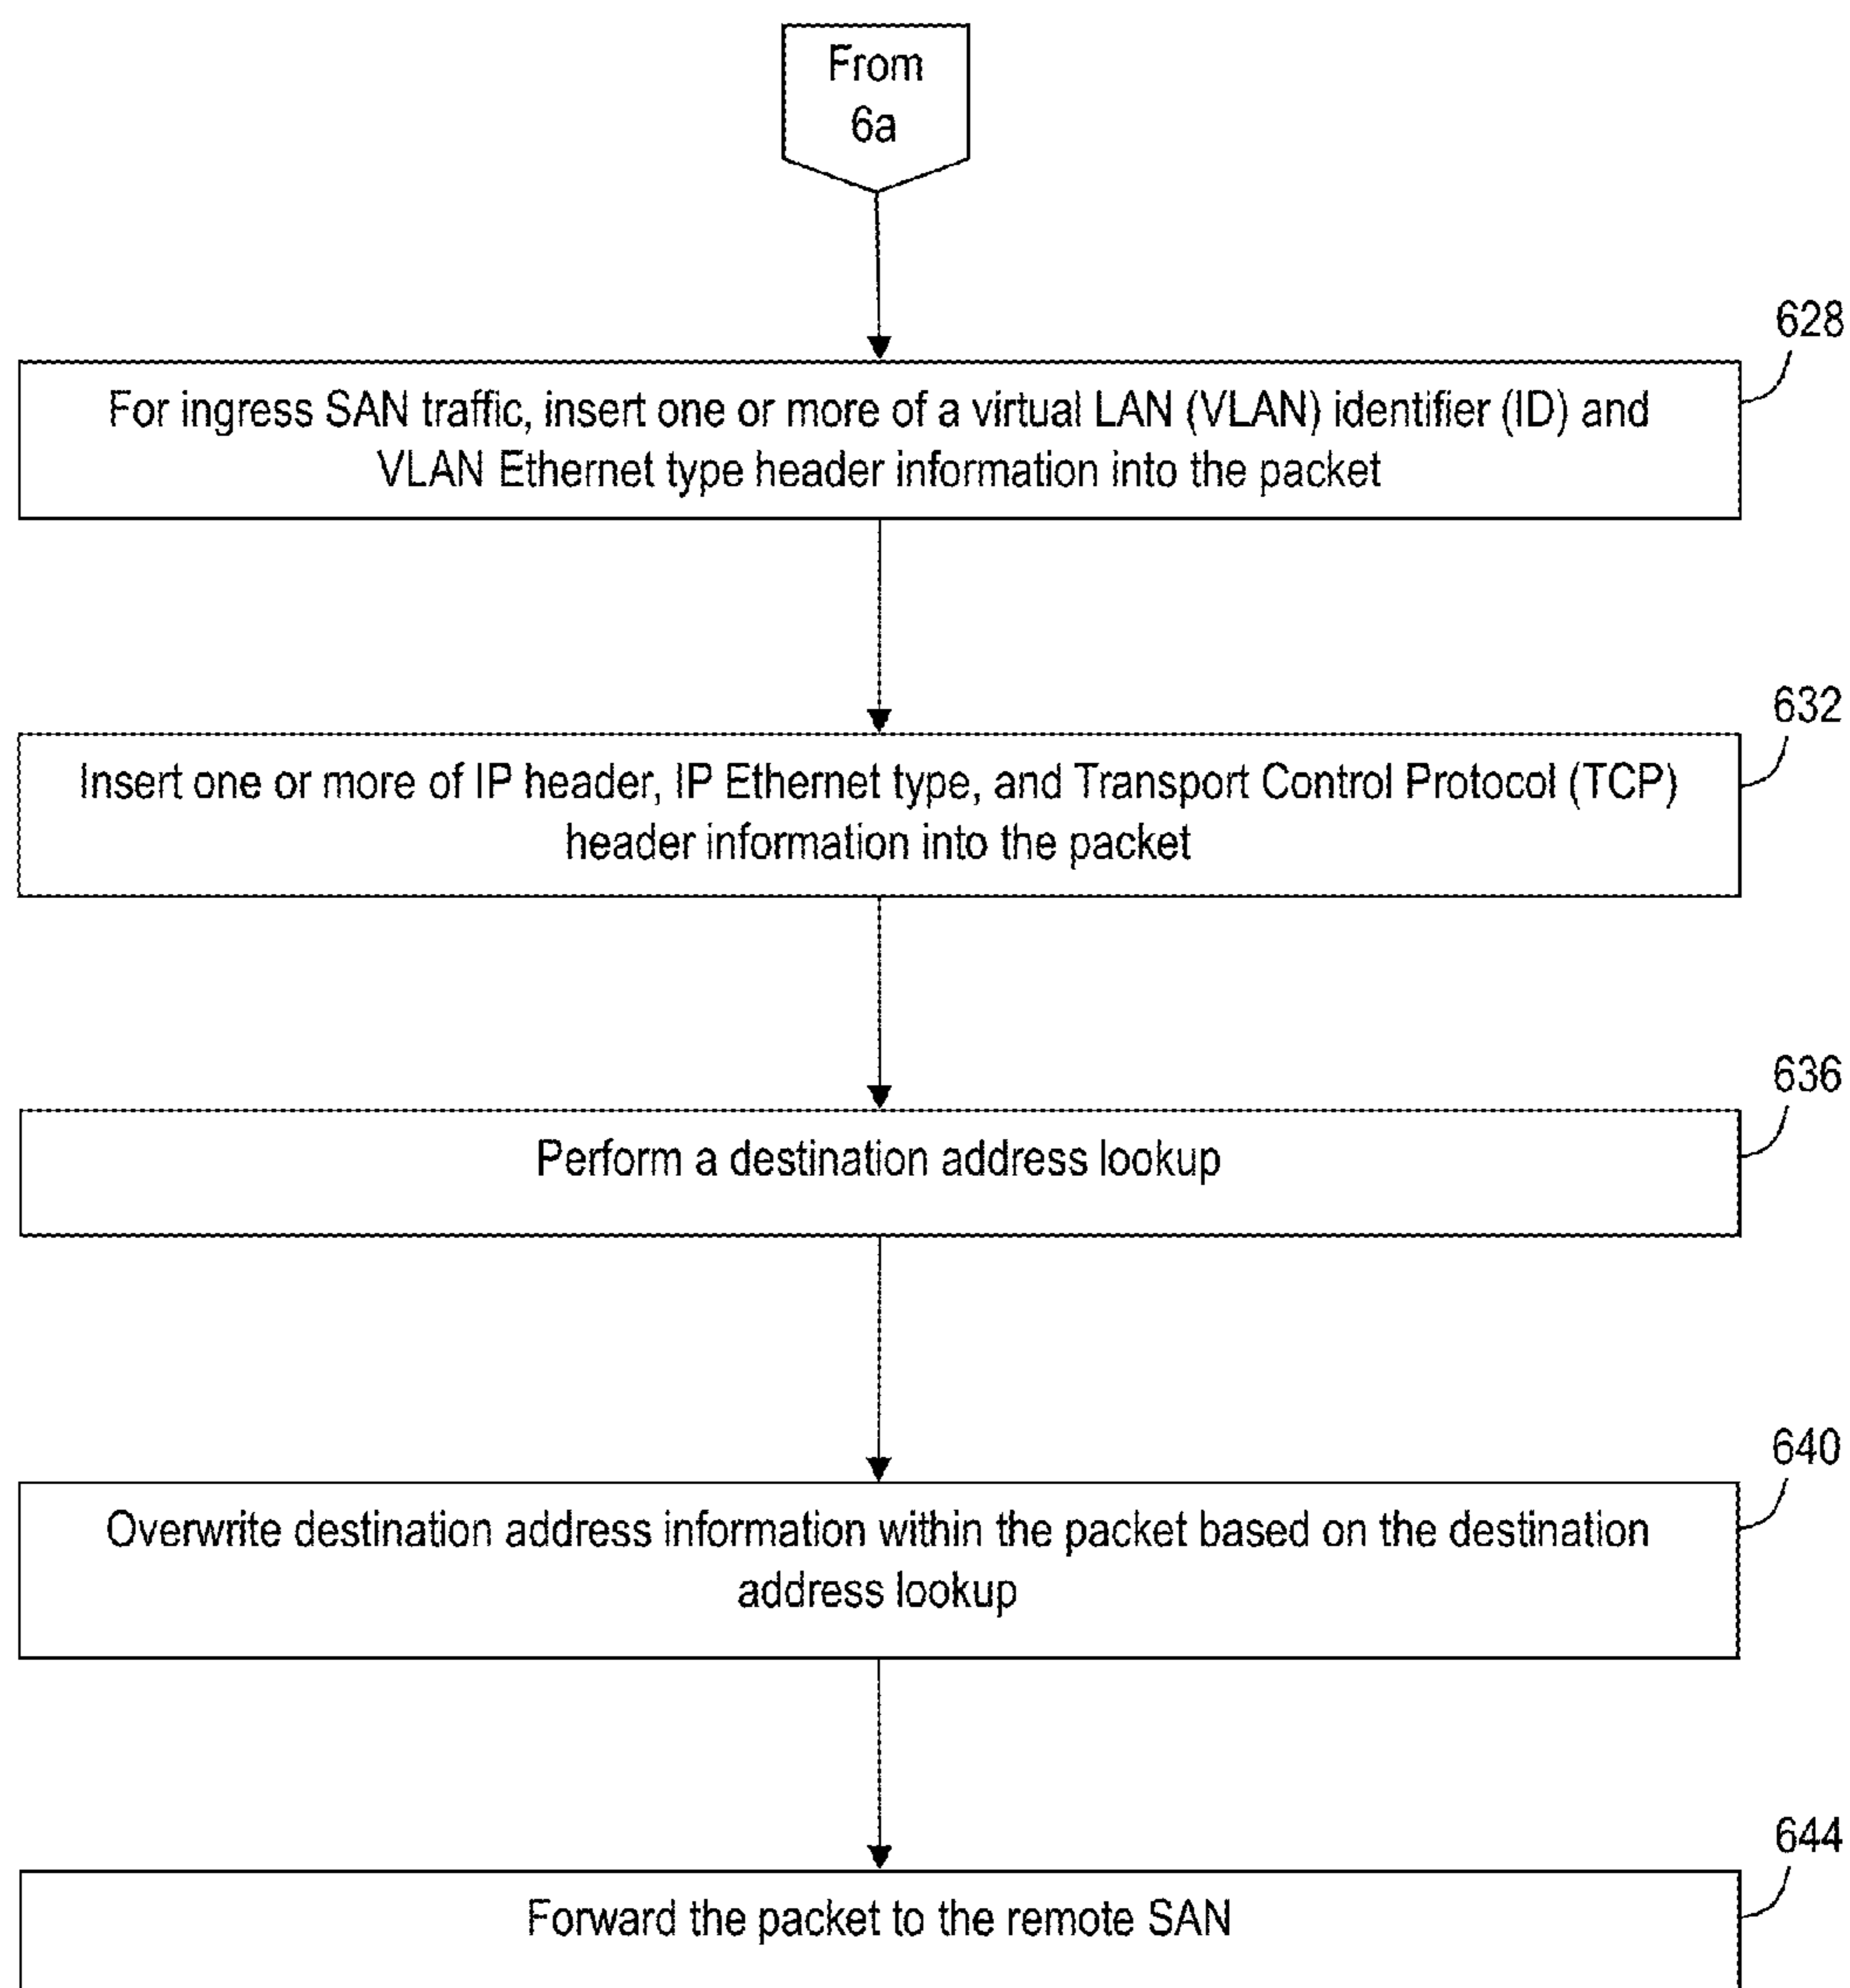 From
6a
628
For ingress SAN traffic, insert one or more of a virtual LAN (VLAN) identifier (ID) and
VLAN Ethernet type header information into the packet
632
Insert one or more of IP header, IP Ethernet type, and Transport Control Protocol (TCP)
header information into the packet
636
Perform a destination address lookup
640
Overwrite destination address information within the packet based on the destination
address lookup
644
Forward the packet to the remote SAN